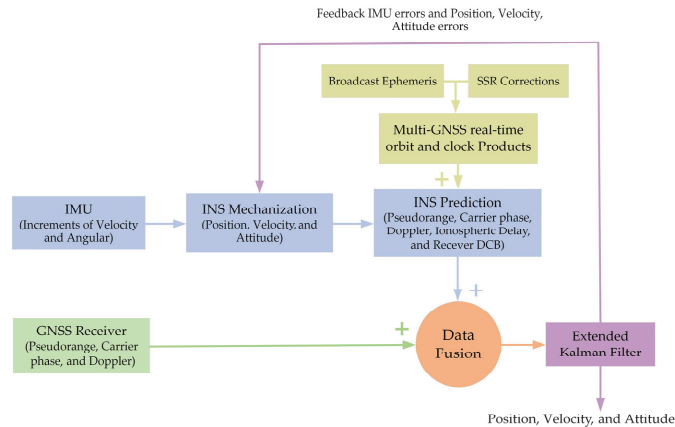 Feedback IMU errors and Position, Velocity,
Attitude errors
Broadcast Ephemeris
SSR Corrections
Multi-GNSS real-time
orbit and clock Products
+
IMU
(Increments of Velocity
and Angular)
INS Mechanization
(Position, Velocity, and
Attitude)
INS Prediction
(Pseudorange, Carrier phase,
Doppler, Ionospheric Delay,
and Recever DCB)
+
GNSS Receiver
(Pseudorange, Carrier
phase, and Doppler)
+
Data
Fusion
Extended
Kalman Filter
Position, Velocity, and Attitude